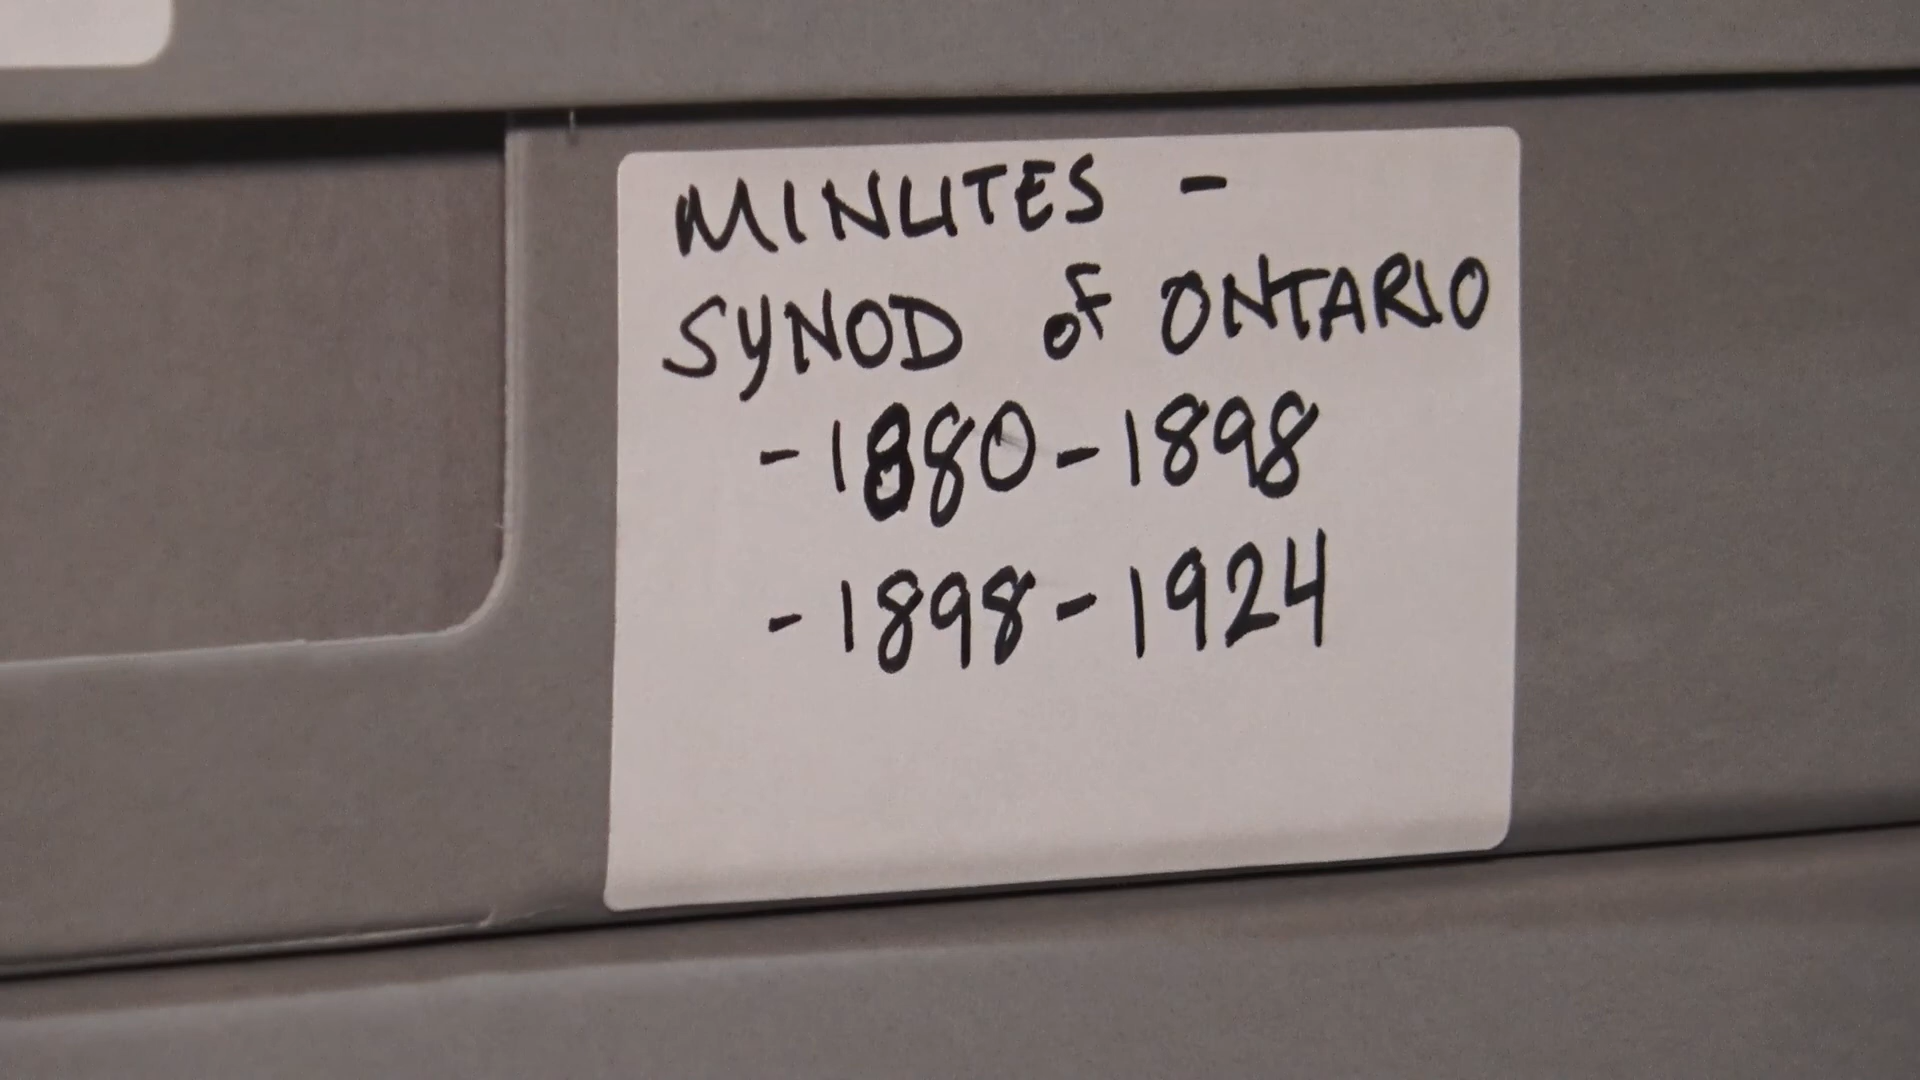 MINUTES -
SYNOD of ONTARIO
- 1880 - 1898
- 1898 - 1924